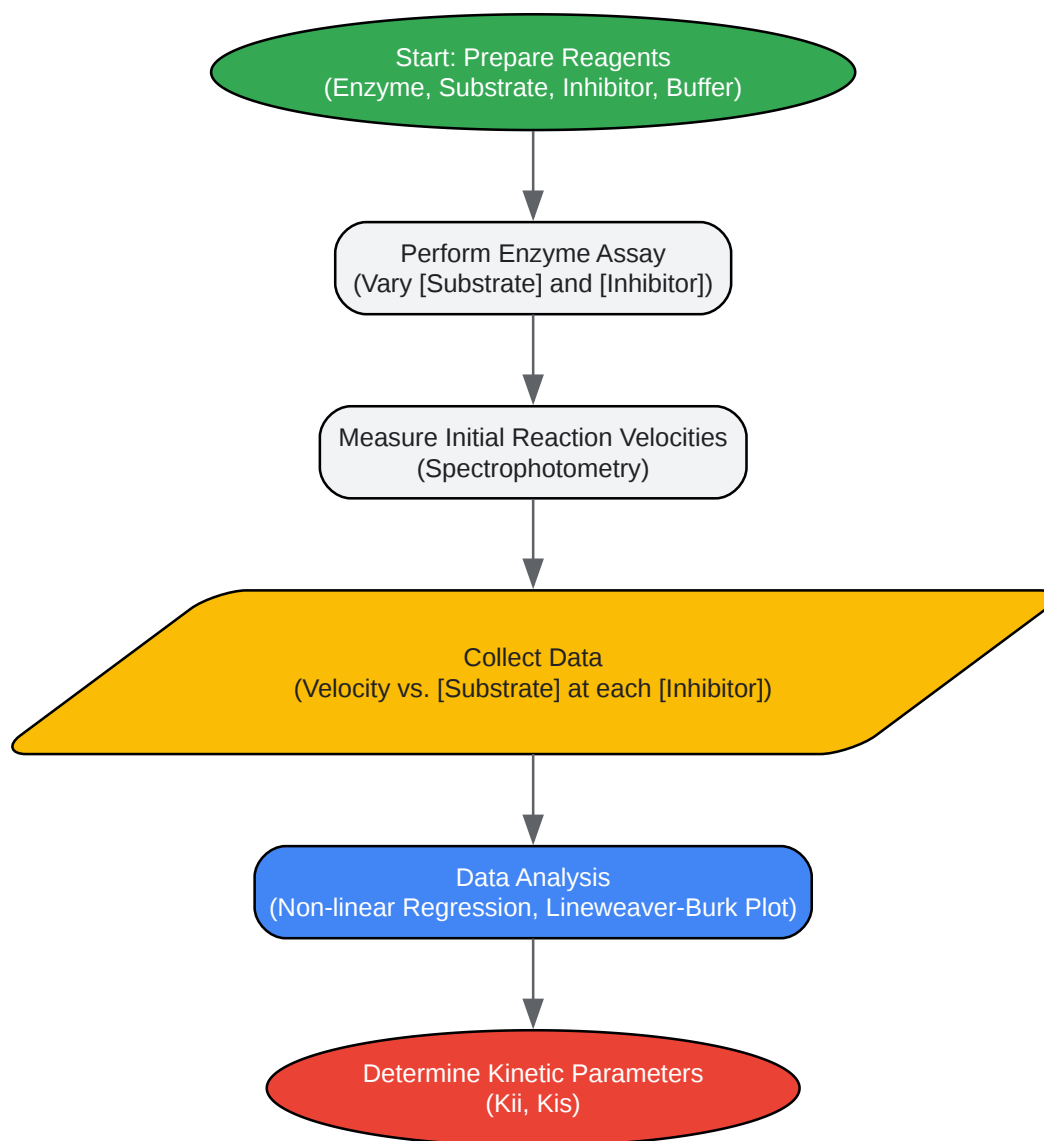 Start: Prepare Reagents
(Enzyme, Substrate, Inhibitor, Buffer)
Perform Enzyme Assay
(Vary [Substrate] and [Inhibitor])
Measure Initial Reaction Velocities
(Spectrophotometry)
Collect Data
(Velocity vs. [Substrate] at each [Inhibitor])
Data Analysis
(Non-linear Regression, Lineweaver-Burk Plot)
Determine Kinetic Parameters
(Kii, Kis)